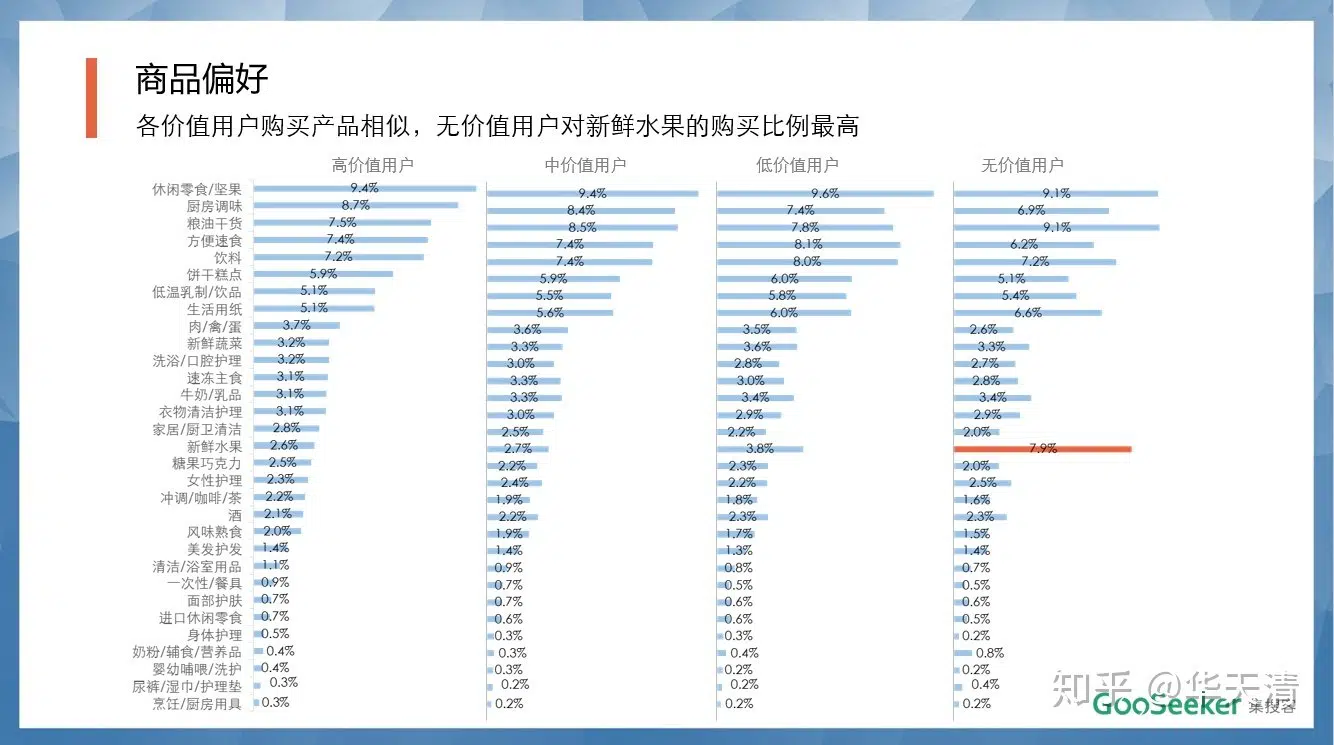 商品偏好
各价值用户购买产品相似，无价值用户对新鲜水果的购买比例最高
高价值用户 中价值用户 低价值用户 无价值用户
休闲零食/坚果 9.4% 9.4% 9.6% 9.1%
厨房调味 8.7% 8.4% 7.4% 6.9%
粮油干货 7.5% 8.5% 7.8% 9.1%
方便速食 7.4% 7.4% 8.1% 6.2%
饮料 7.2% 7.4% 8.0% 7.2%
饼干糕点 5.9% 5.9% 6.0% 5.1%
低温乳制/饮品 5.1% 5.5% 5.8% 5.4%
生活用纸 5.1% 5.6% 6.0% 6.6%
肉/禽/蛋 3.7% 3.6% 3.5% 2.6%
新鲜蔬菜 3.2% 3.3% 3.6% 3.3%
洗浴/口腔护理 3.2% 3.0% 2.8% 2.7%
速冻主食 3.1% 3.3% 3.0% 2.8%
牛奶/乳品 3.1% 3.3% 3.4% 3.4%
衣物清洁护理 3.1% 3.0% 2.9% 2.9%
家居/厨卫清洁 2.8% 2.5% 2.2% 2.0%
新鲜水果 2.6% 2.7% 3.8% 7.9%
糖果巧克力 2.5% 2.2% 2.3% 2.0%
女性护理 2.3% 2.4% 2.2% 2.5%
冲调/咖啡/茶 2.2% 1.9% 1.8% 1.6%
酒 2.1% 2.2% 2.3% 2.3%
风味熟食 2.0% 1.9% 1.7% 1.5%
美发护发 1.4% 1.4% 1.3% 1.4%
清洁/浴室用品 1.1% 0.9% 0.8% 0.7%
一次性/餐具 0.9% 0.7% 0.5% 0.5%
面部护肤 0.7% 0.7% 0.6% 0.6%
进口休闲零食 0.7% 0.6% 0.6% 0.5%
身体护理 0.5% 0.3% 0.3% 0.2%
奶粉/辅食/营养品 0.4% 0.3% 0.4% 0.8%
婴幼哺喂/洗护 0.4% 0.3% 0.2% 0.2%
尿裤/湿巾/护理垫 0.3% 0.2% 0.2% 0.4%
烹饪/厨房用具 0.3% 0.2% 0.2% 0.2%
知乎 @华天清
GooSeeker 集搜客